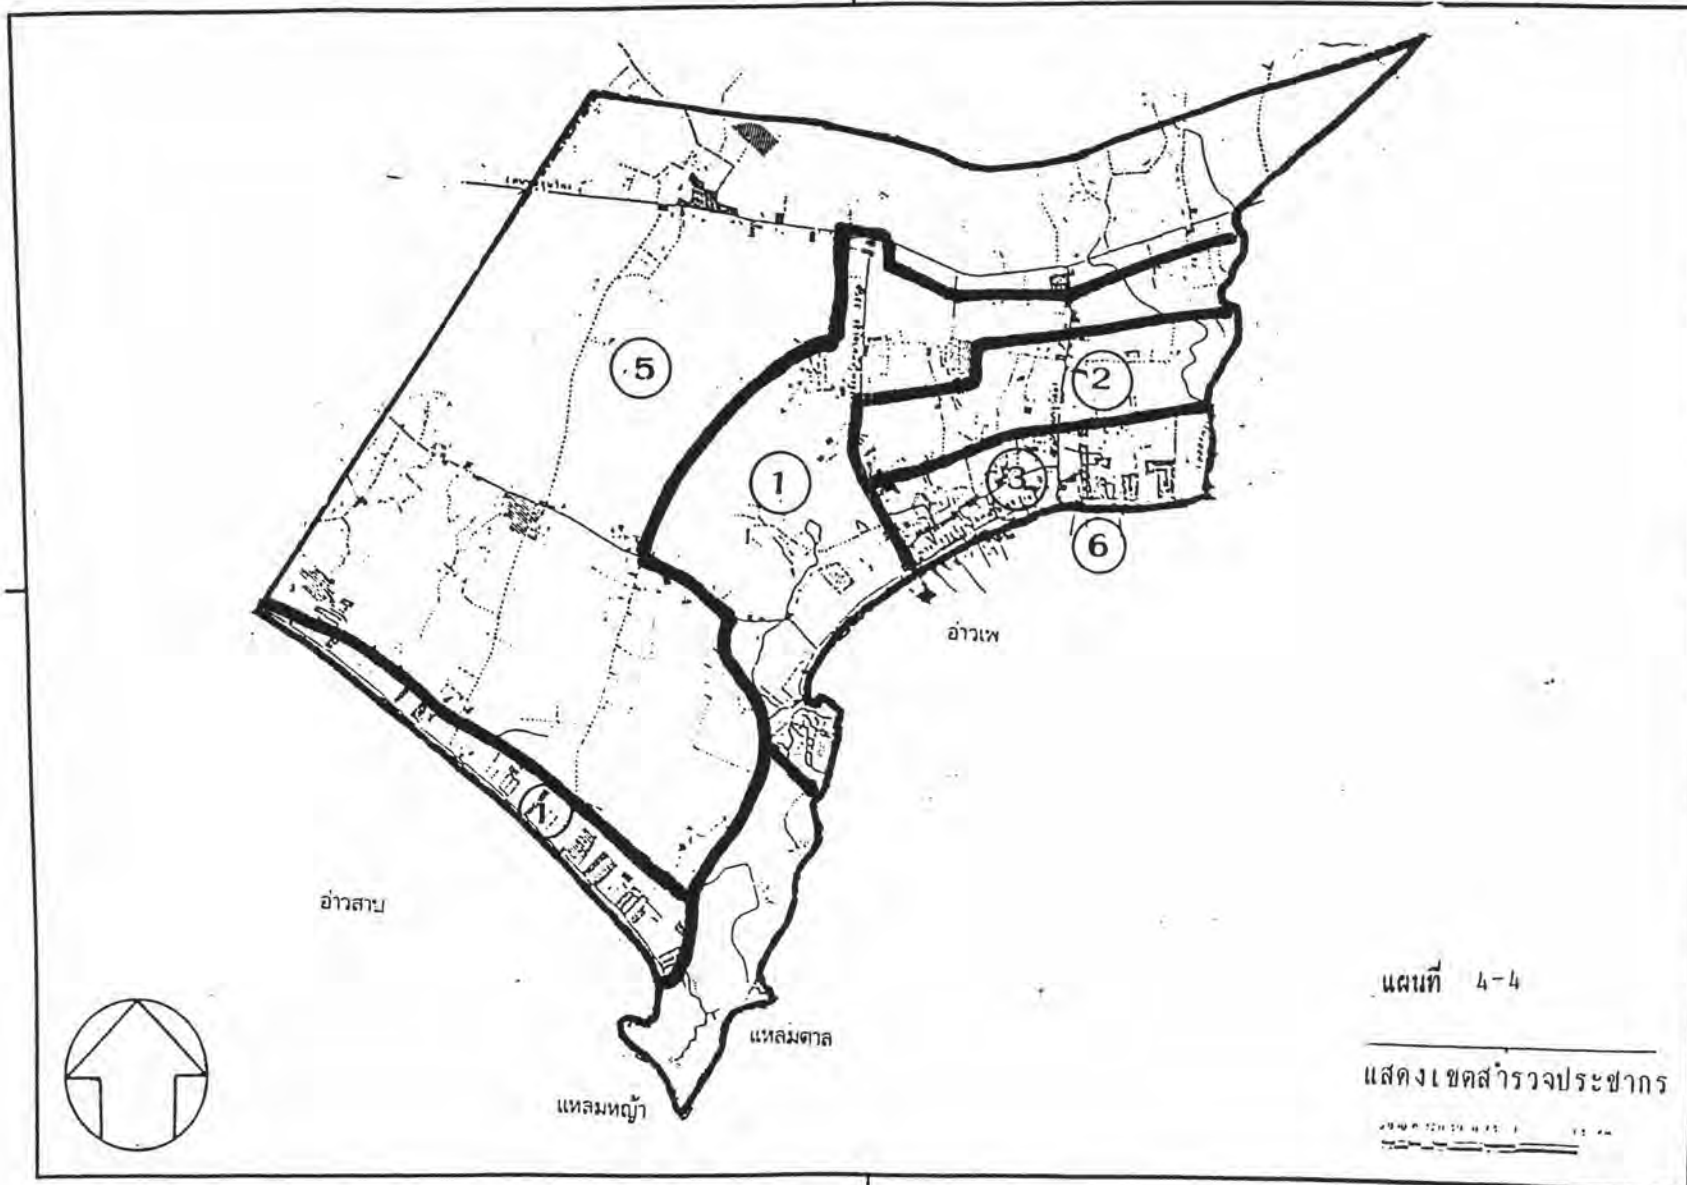 5
2
1
3
6
อ่าวเพ
อ่าวสาบ
แผนที่ 4-4
แหลมตาล
แสดงเขตสำรวจประชากร
แหลมหญ้า